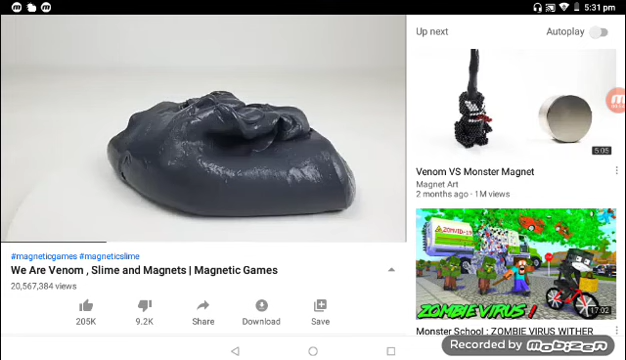 5:31 pm
Up next
Autoplay
5:05
Venom VS Monster Magnet
Magnet Art
2 months ago · 1M views
#magneticgames #magneticslime
We Are Venom , Slime and Magnets | Magnetic Games
20,567,384 views
205K
9.2K
Share
Download
Save
ZOMBIE VIRUS!
17:02
Monster School : ZOMBIE VIRUS WITHER
Recorded by MOBIZEN